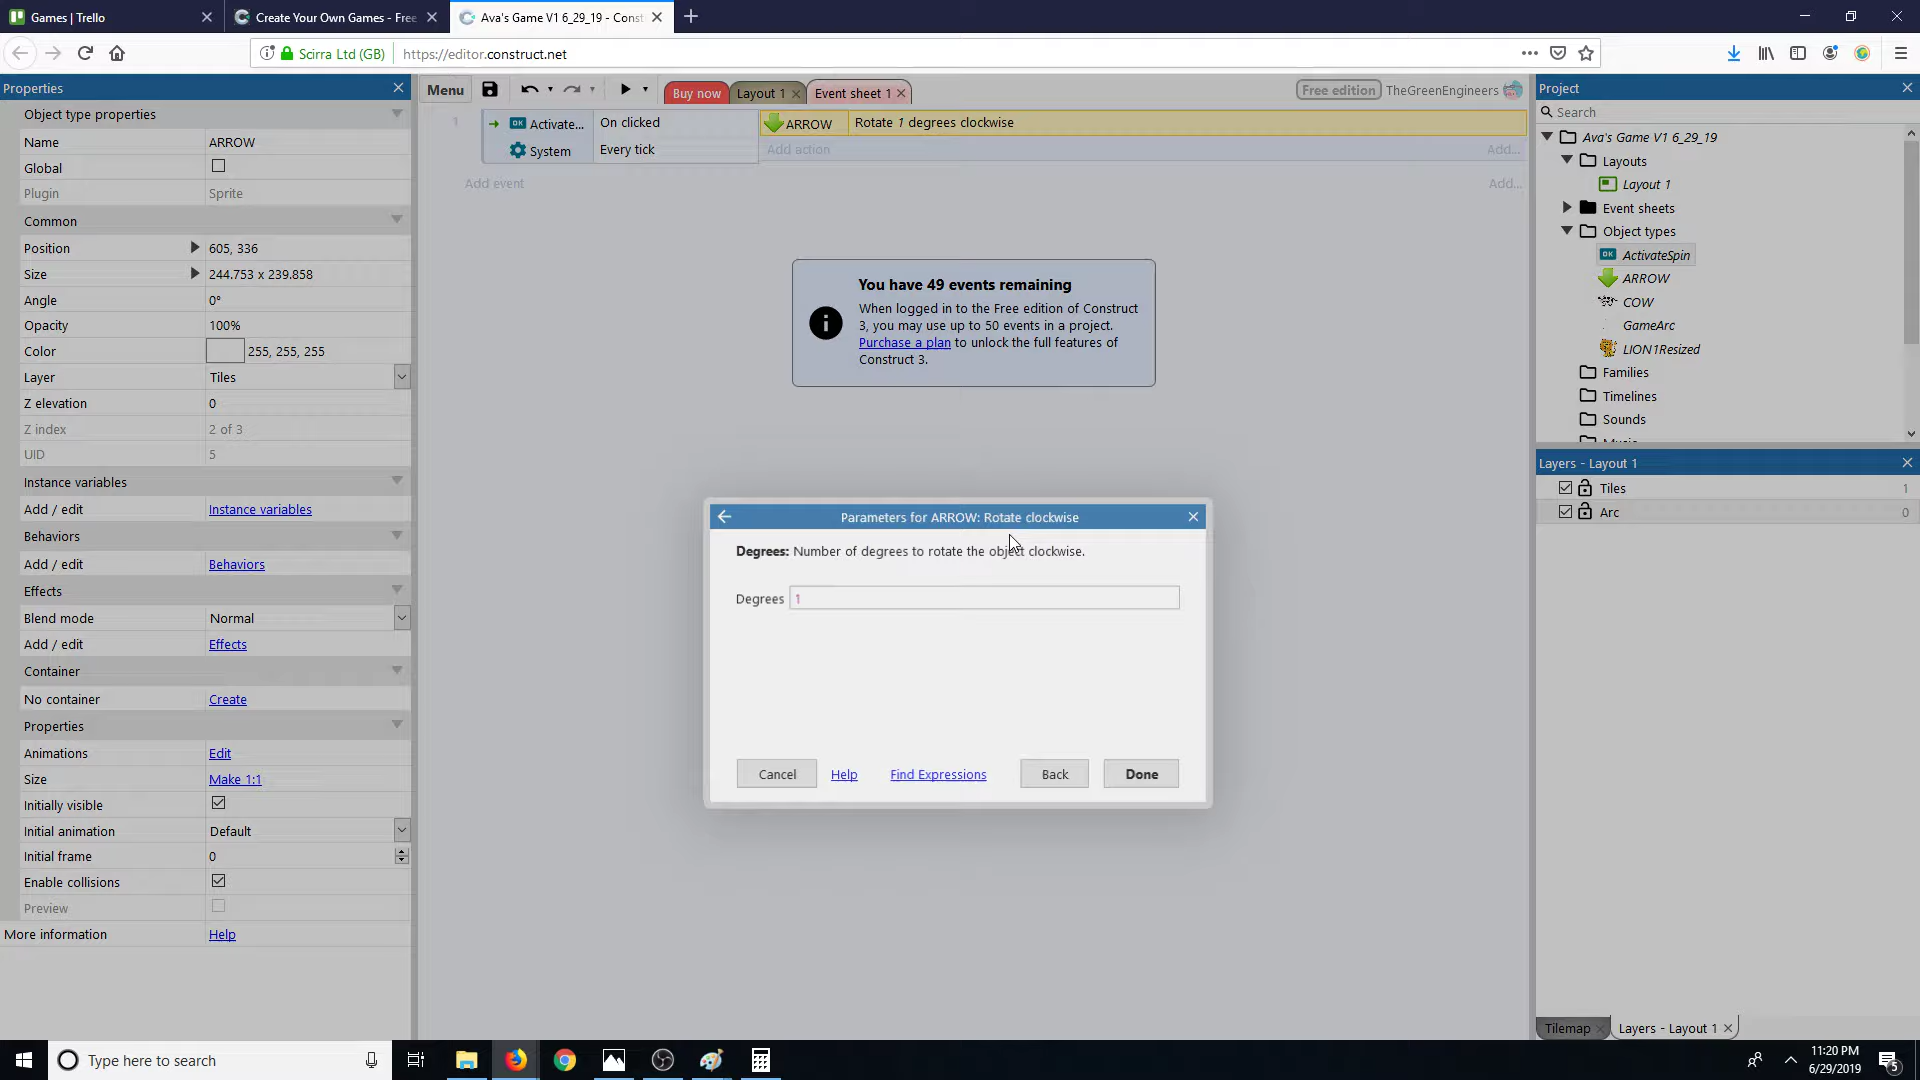 Games | Trello
Create Your Own Games - Free
Ava's Game V1 6_29_19 - Const
Scirra Ltd (GB)
https://editor.construct.net
Properties
Menu
Buy now
Layout 1
Event sheet 1
Free edition
TheGreenEngineers
Project
Object type properties
Name
ARROW
Global
Plugin
Sprite
Common
Position
605, 336
Size
244.753 x 239.858
Angle
0°
Opacity
100%
Color
255, 255, 255
Layer
Tiles
Z elevation
0
Z index
2 of 3
UID
5
Instance variables
Add / edit
Instance variables
Behaviors
Add / edit
Behaviors
Effects
Blend mode
Normal
Add / edit
Effects
Container
No container
Create
Properties
Animations
Edit
Size
Make 1:1
Initially visible
Initial animation
Default
Initial frame
0
Enable collisions
Preview
More information
Help
1
OK
Activate...
On clicked
ARROW
Rotate 1 degrees clockwise
System
Every tick
Add action
Add...
Add event
Add...
You have 49 events remaining
When logged in to the Free edition of Construct
3, you may use up to 50 events in a project.
Purchase a plan to unlock the full features of
Construct 3.
Parameters for ARROW: Rotate clockwise
Degrees: Number of degrees to rotate the object clockwise.
Degrees
1
Cancel
Help
Find Expressions
Back
Done
Search
Ava's Game V1 6_29_19
Layouts
Layout 1
Event sheets
Object types
OK
ActivateSpin
ARROW
COW
GameArc
LION1Resized
Families
Timelines
Sounds
Layers - Layout 1
Tiles
1
Arc
0
Tilemap
Layers - Layout 1
Type here to search
11:20 PM
6/29/2019
5